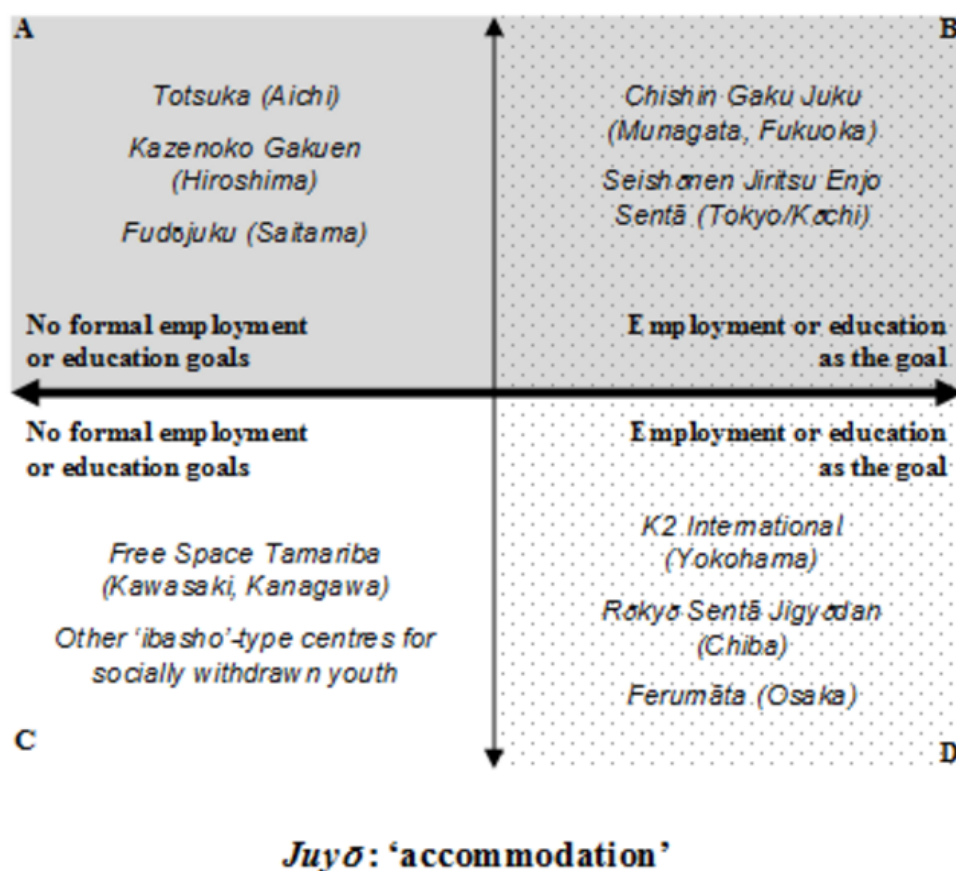 A
B
Totsuka (Aichi)
Kazenoko Gakuen
(Hiroshima)
Fudōjuku (Saitama)
Chishin Gaku Juku
(Munagata, Fukuoka)
Seishōnen Jiritsu Enjo
Sentā (Tokyo/Kōchi)
No formal employment
or education goals
Employment or education
as the goal
No formal employment
or education goals
Employment or education
as the goal
Free Space Tamariba
(Kawasaki, Kanagawa)
Other ‘ibasho’-type centres for
socially withdrawn youth
K2 International
(Yokohama)
Rōkyō Sentā Jigyōdan
(Chiba)
Ferumāta (Osaka)
C
D
Juyō: ‘accommodation’